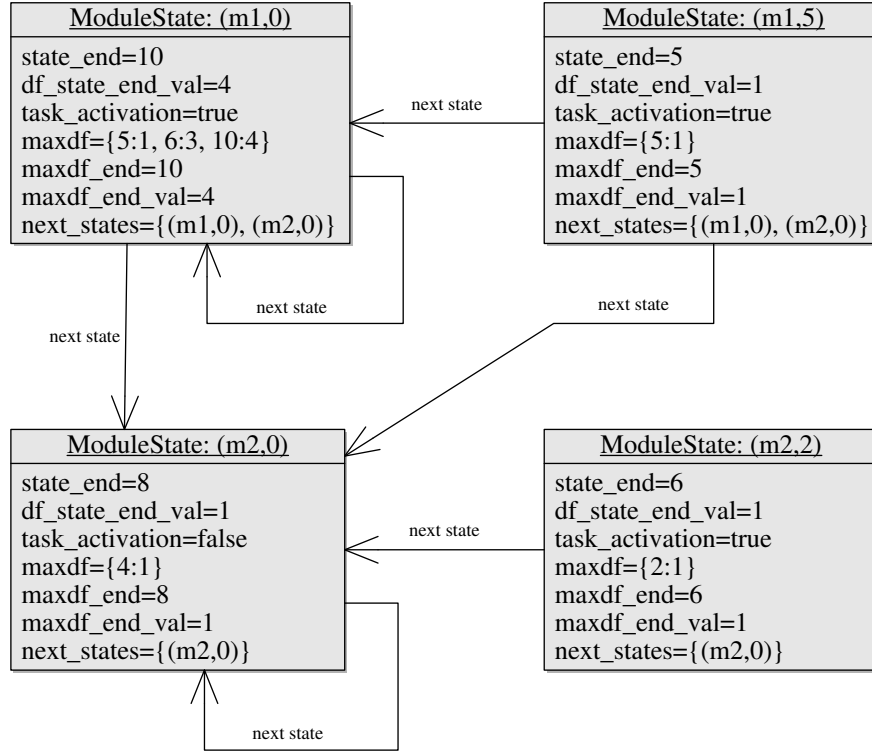 ModuleState: (m1,0)
state_end=10
df_state_end_val=4
task_activation=true
maxdf={5:1, 6:3, 10:4}
maxdf_end=10
maxdf_end_val=4
next_states={(m1,0), (m2,0)}
ModuleState: (m1,5)
state_end=5
df_state_end_val=1
task_activation=true
maxdf={5:1}
maxdf_end=5
maxdf_end_val=1
next_states={(m1,0), (m2,0)}
next state
next state
next state
next state
ModuleState: (m2,0)
state_end=8
df_state_end_val=1
task_activation=false
maxdf={4:1}
maxdf_end=8
maxdf_end_val=1
next_states={(m2,0)}
ModuleState: (m2,2)
state_end=6
df_state_end_val=1
task_activation=true
maxdf={2:1}
maxdf_end=6
maxdf_end_val=1
next_states={(m2,0)}
next state
next state